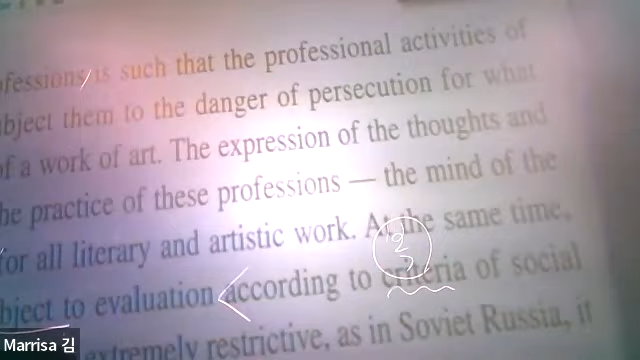 ofessions is such that the professional activities of
bject them to the danger of persecution for what
of a work of art. The expression of the thoughts and
he practice of these professions — the mind of the
for all literary and artistic work. At the same time,
bject to evaluation according to criteria of social
extremely restrictive, as in Soviet Russia, it
Marrisa 김